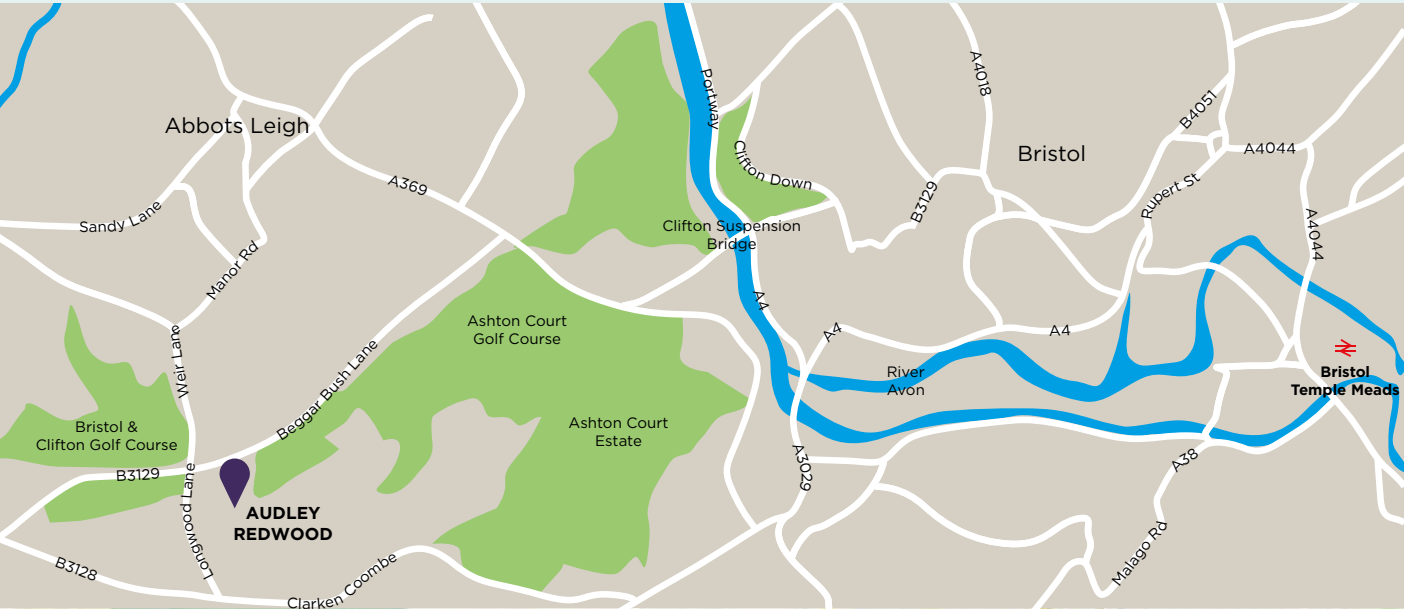 Abbots Leigh
Sandy Lane
Manor Rd
A369
Weir Lane
Beggar Bush Lane
Bristol &
Clifton Golf Course
B3129
Longwood Lane
AUDLEY
REDWOOD
B3128
Clarken Coombe
Ashton Court
Golf Course
Ashton Court
Estate
Portway
Clifton Down
Clifton Suspension
Bridge
A4
A4
A4
River
Avon
A3029
A4018
B3129
Bristol
B4051
Rupert St
A4044
A4044
Bristol
Temple Meads
A38
Malago Rd